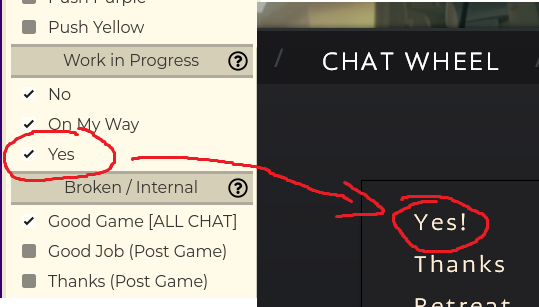 Push Purple
Push Yellow
Work in Progress ?
No
On My Way
Yes
Broken / Internal ?
Good Game [ALL CHAT]
Good Job (Post Game)
Thanks (Post Game)
/ CHAT WHEEL /
Yes!
Thanks
Retreat